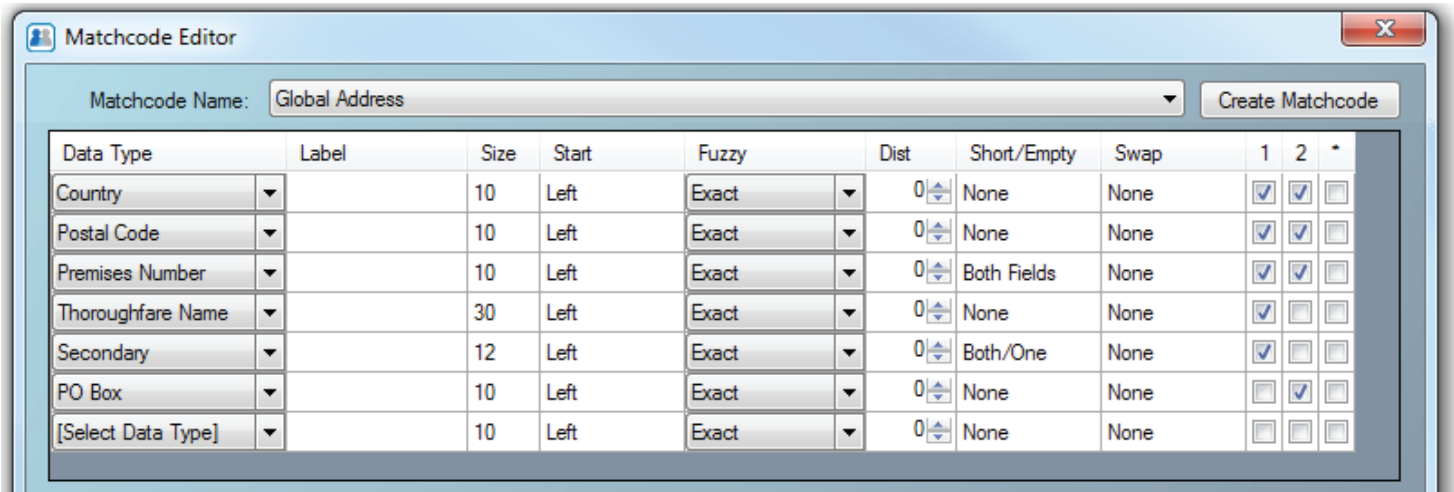 Matchcode Editor
Matchcode Name: Global Address Create Matchcode
Data Type Label Size Start Fuzzy Dist Short/Empty Swap 1 2 *
Country 10 Left Exact 0 None None
Postal Code 10 Left Exact 0 None None
Premises Number 10 Left Exact 0 Both Fields None
Thoroughfare Name 30 Left Exact 0 None None
Secondary 12 Left Exact 0 Both/One None
PO Box 10 Left Exact 0 None None
[Select Data Type] 10 Left Exact 0 None None